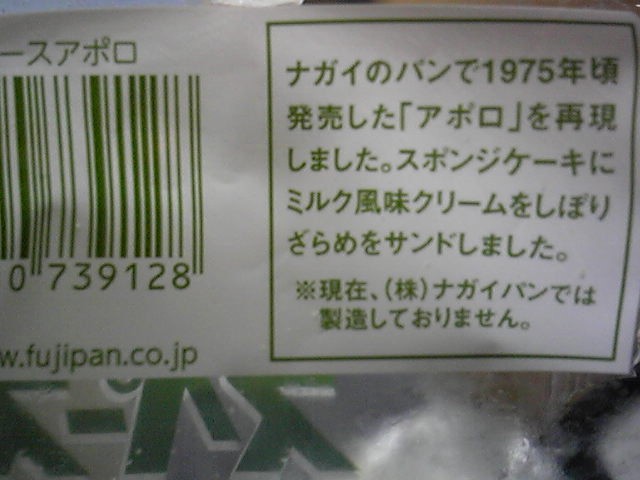 ースアポロ
0 739128
w.fujipan.co.jp
ナガイのパンで1975年頃
発売した「アポロ」を再現
しました。スポンジケーキに
ミルク風味クリームをしぼり
ざらめをサンドしました。
※現在、(株)ナガイパンでは
製造しておりません。